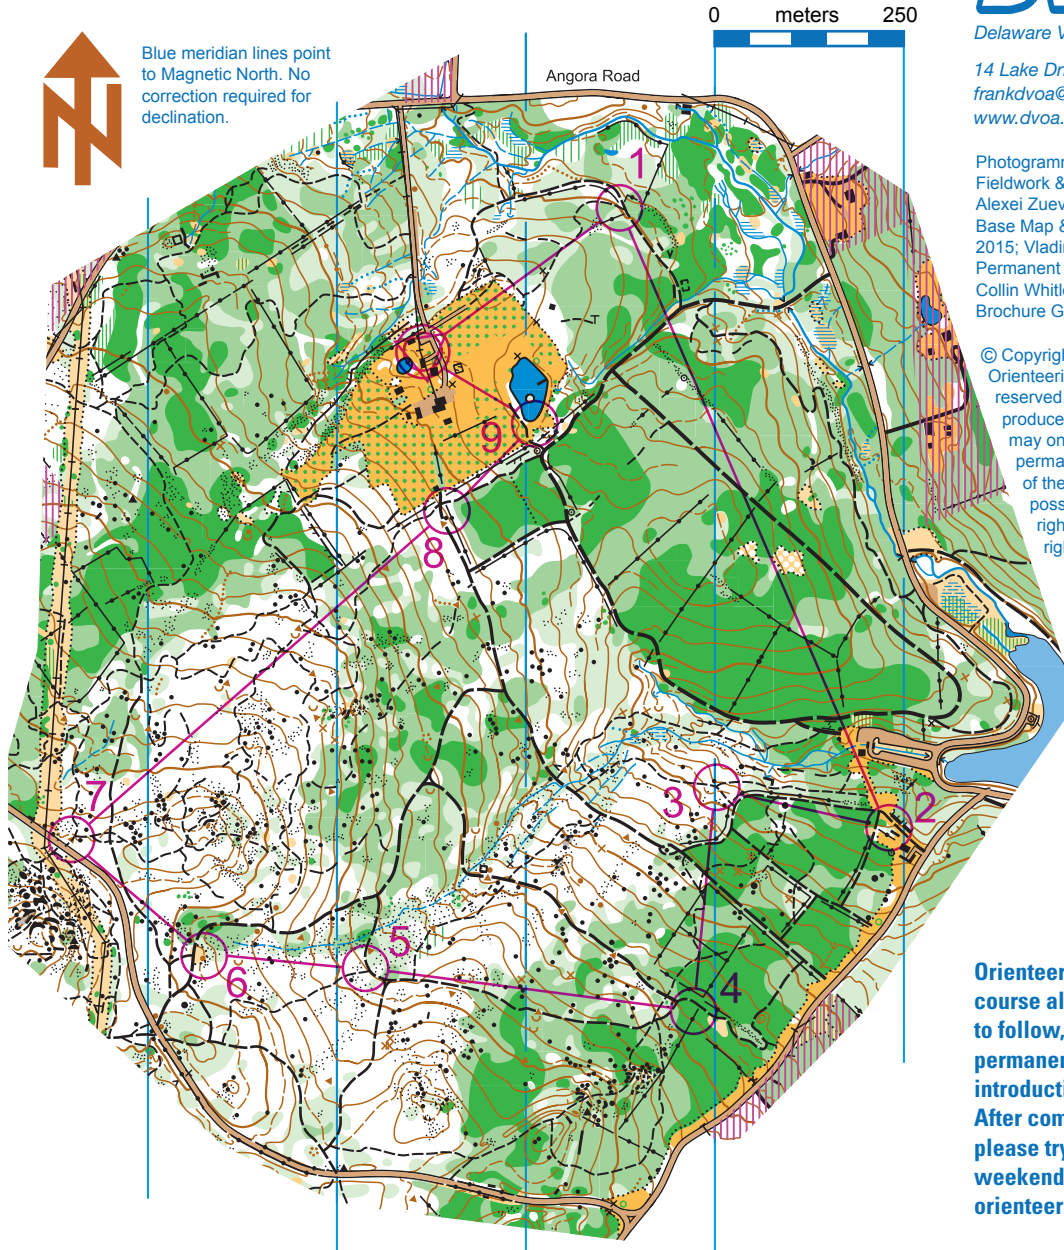 0 meters 250
Blue meridian lines point
to Magnetic North. No
correction required for
declination.
N
Angora Road
Delaware V
14 Lake Dr
frankdvoa@
www.dvoa.
Photogramm
Fieldwork &
Alexei Zuev
Base Map &
2015; Vladin
Permanent
Collin Whitl
Brochure G
© Copyrigh
Orienteeri
reserved.
produce
may on
perma
of the
poss
righ
rig
1
9
8
7
3
2
5
6
4
Orienteer
course al
to follow,
permaner
introducti
After com
please try
weekend
orienteer